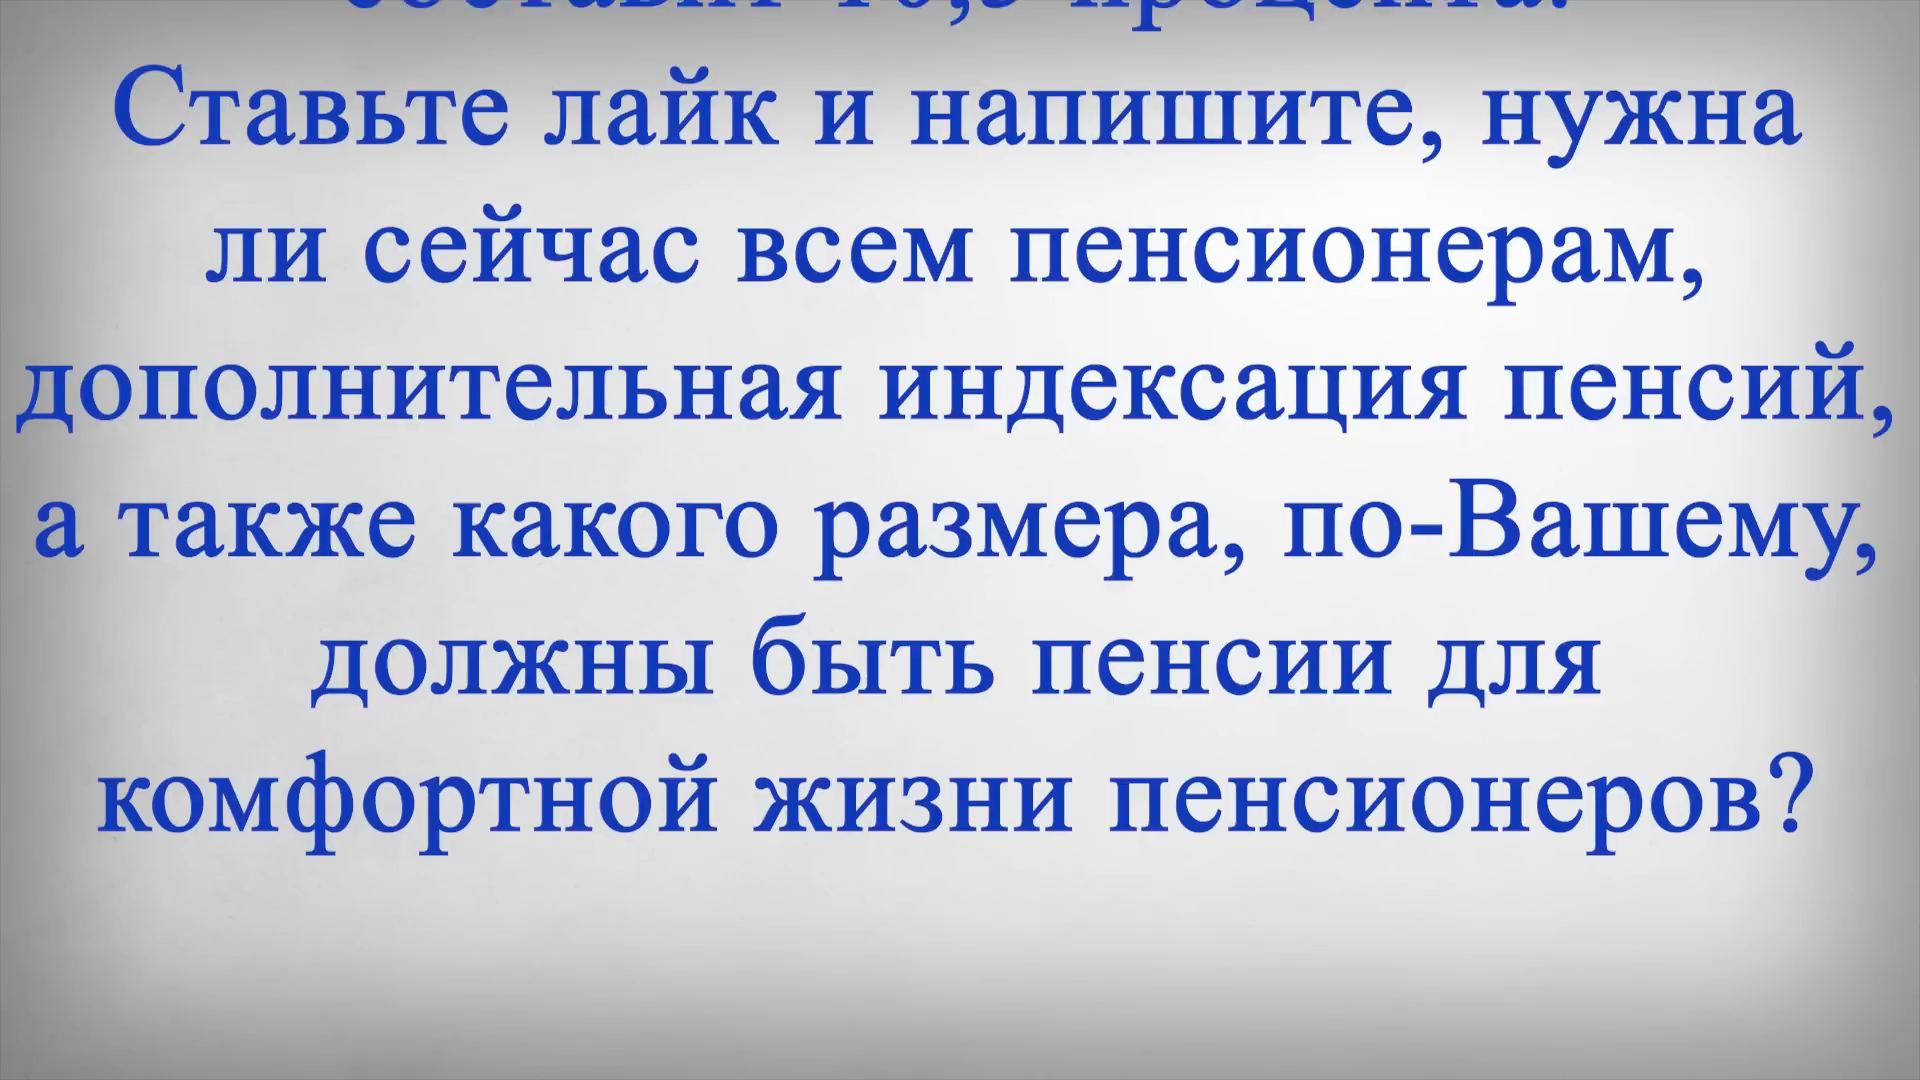 Ставьте лайк и напишите, нужна
ли сейчас всем пенсионерам,
дополнительная индексация пенсий,
а также какого размера, по-Вашему,
должны быть пенсии для
комфортной жизни пенсионеров?